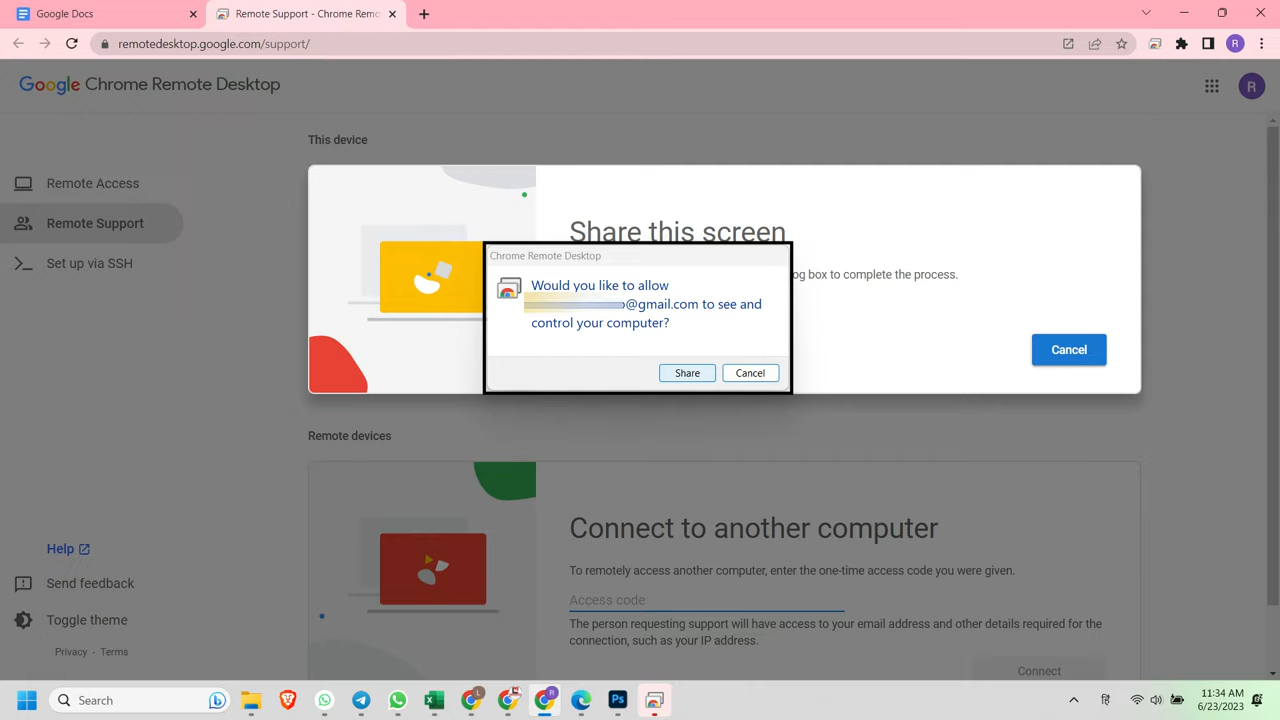 Google Docs
Remote Support - Chrome Remo
remotedesktop.google.com/support/
R
Google Chrome Remote Desktop
R
This device
Remote Access
Remote Support
Set up via SSH
Share this screen
og box to complete the process.
Cancel
Chrome Remote Desktop
Would you like to allow
@gmail.com to see and
control your computer?
Share
Cancel
Remote devices
Connect to another computer
To remotely access another computer, enter the one-time access code you were given.
Access code
The person requesting support will have access to your email address and other details required for the
connection, such as your IP address.
Connect
Help
Send feedback
Toggle theme
Privacy · Terms
Search
L
R
Ps
11:34 AM
6/23/2023